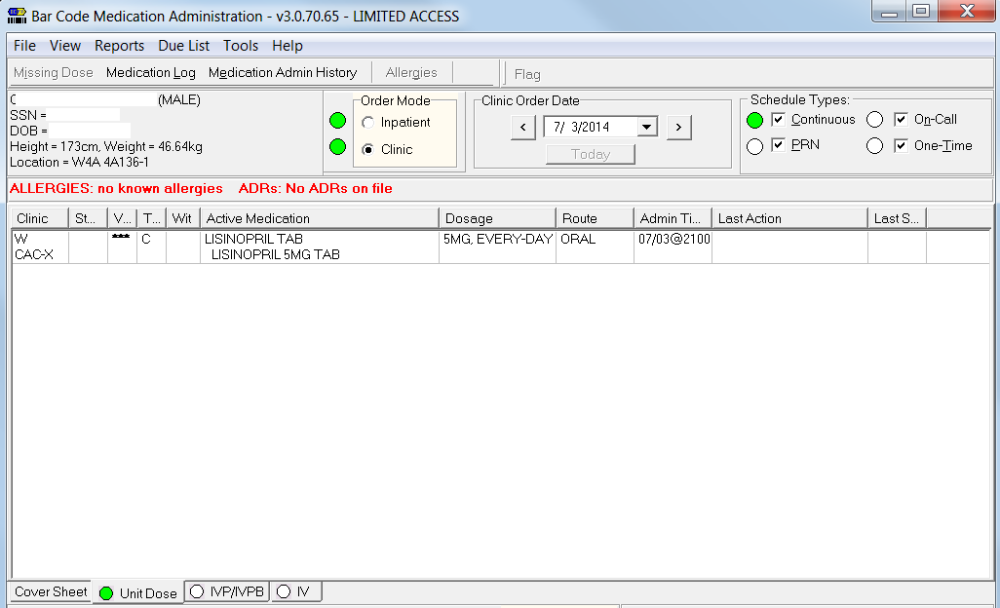 Bar Code Medication Administration - v3.0.70.65 - LIMITED ACCESS
File View Reports Due List Tools Help
Missing Dose Medication Log Medication Admin History Allergies Flag
(MALE)
SSN =
DOB =
Height = 173cm, Weight = 46.64kg
Location = W4A 4A136-1
Order Mode
Inpatient
Clinic
Clinic Order Date
< 7/ 3/2014 >
Today
Schedule Types:
Continuous On-Call
PRN One-Time
ALLERGIES: no known allergies ADRs: No ADRs on file
Clinic St... V... T... Wit Active Medication Dosage Route Admin Ti... Last Action Last S...
W *** C LISINOPRIL TAB 5MG, EVERY-DAY ORAL 07/03@2100
CAC-X LISINOPRIL 5MG TAB
Cover Sheet Unit Dose IVP/IVPB IV